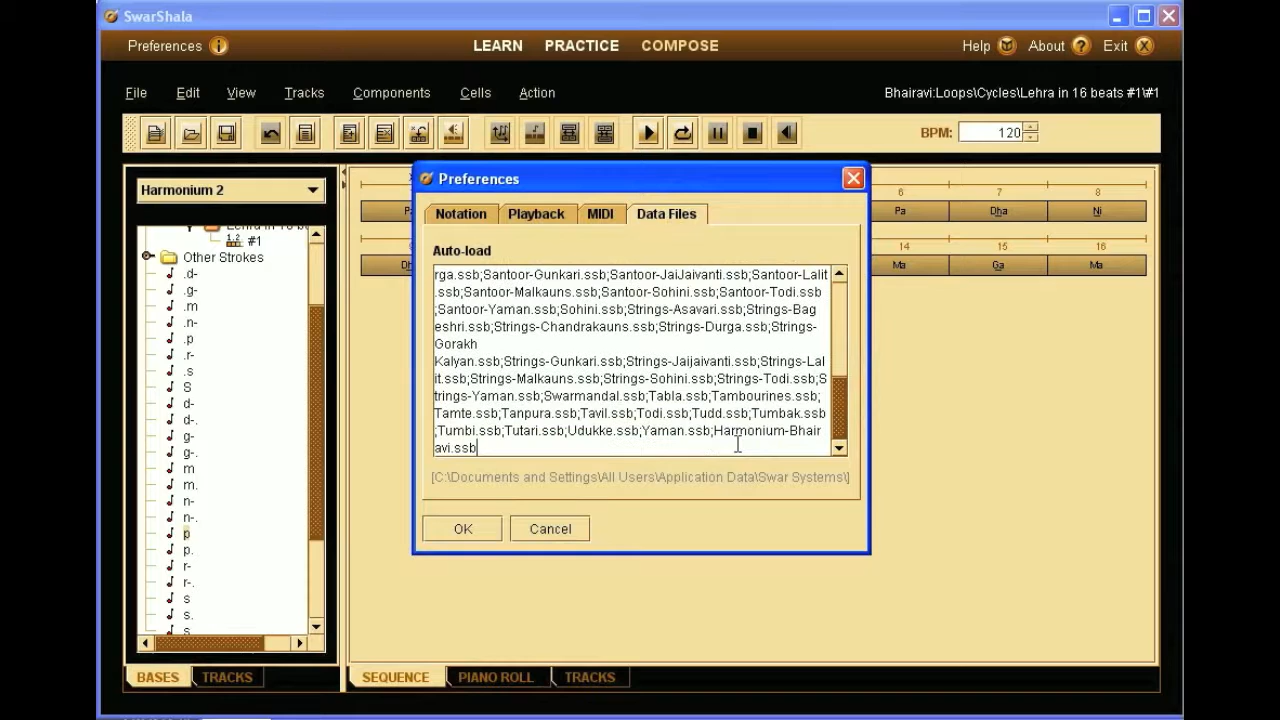 SwarShala
Preferences
LEARN PRACTICE COMPOSE
Help About Exit
File Edit View Tracks Components Cells Action
Bhairavi:Loops\Cycles\Lehra in 16 beats #1\#1
BPM: 120
Harmonium 2
Lehra in 16 be
#1
Other Strokes
.d-
.g-
.m
.n-
.p
.r-
.s
S
d-
d-.
g-
g-.
m
m.
n-
n-.
p
p.
r-
r-.
s
s.
BASES TRACKS
6 7 8
Pa Dha Ni
14 15 16
Ma Ga Ma
Preferences
Notation Playback MIDI Data Files
Auto-load
rga.ssb;Santoor-Gunkari.ssb;Santoor-JaiJaivanti.ssb;Santoor-Lalit
.ssb;Santoor-Malkauns.ssb;Santoor-Sohini.ssb;Santoor-Todi.ssb
;Santoor-Yaman.ssb;Sohini.ssb;Strings-Asavari.ssb;Strings-Bag
eshri.ssb;Strings-Chandrakauns.ssb;Strings-Durga.ssb;Strings-
Gorakh
Kalyan.ssb;Strings-Gunkari.ssb;Strings-Jaijaivanti.ssb;Strings-Lal
it.ssb;Strings-Malkauns.ssb;Strings-Sohini.ssb;Strings-Todi.ssb;S
trings-Yaman.ssb;Swarmandal.ssb;Tabla.ssb;Tambourines.ssb;
Tamte.ssb;Tanpura.ssb;Tavil.ssb;Todi.ssb;Tudd.ssb;Tumbak.ssb
;Tumbi.ssb;Tutari.ssb;Udukke.ssb;Yaman.ssb;Harmonium-Bhair
avi.ssb
[C:\Documents and Settings\All Users\Application Data\Swar Systems\]
OK Cancel
SEQUENCE PIANO ROLL TRACKS